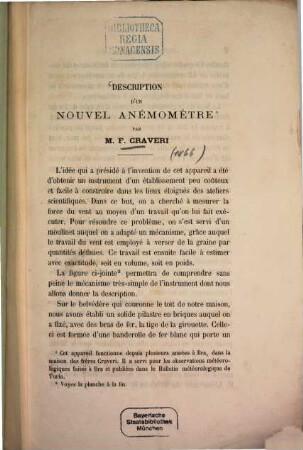 BIBLIOTHECA
REGIA
MONACENSIS
DESCRIPTION
D'UN
NOUVEL ANÉMOMÈTRE¹
PAR
M. F. CRAVERI
(1866)
L'idée qui a présidé à l'invention de cet appareil a été
d'obtenir un instrument d'un établissement peu coûteux
et facile à construire dans les lieux éloignés des ateliers
scientifiques. Dans ce but, on a cherché à mesurer la
force du vent au moyen d'un travail qu'on lui fait exé-
cuter. Pour résoudre ce problème, on s'est servi d'un
moulinet auquel on a adapté un mécanisme, grâce auquel
le travail du vent est employé à verser de la graine par
quantités définies. Ce travail est ensuite facile à estimer
avec exactitude, soit en volume, soit en poids.
La figure ci-jointe² permettra de comprendre sans
peine le mécanisme très-simple de l'instrument dont nous
allons donner la description.
Sur le belvédère qui couronne le toit de notre maison,
nous avons établi un solide pilastre en briques auquel on
a fixé, avec des bras de fer, la tige de la girouette. Celle-
ci est formée d'une banderole de fer blanc qui porte un
¹ Cet appareil fonctionne depuis plusieurs années à Bra, dans la
maison des frères Craveri. Il a servi pour les observations météoro-
logiques faites à Bra et publiées dans le Bulletin météorologique de
Turin.
² Voyez la planche à la fin.
Bayerische
Staatsbibliothek
München